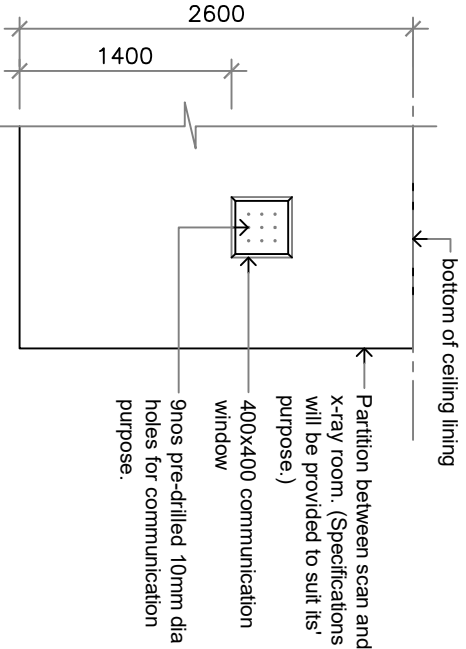 2600
1400
bottom of ceiling lining
Partition between scan and
x-ray room. (Specifications
will be provided to suit its'
purpose.)
400x400 communication
window
9nos pre-drilled 10mm dia
holes for communication
purpose.